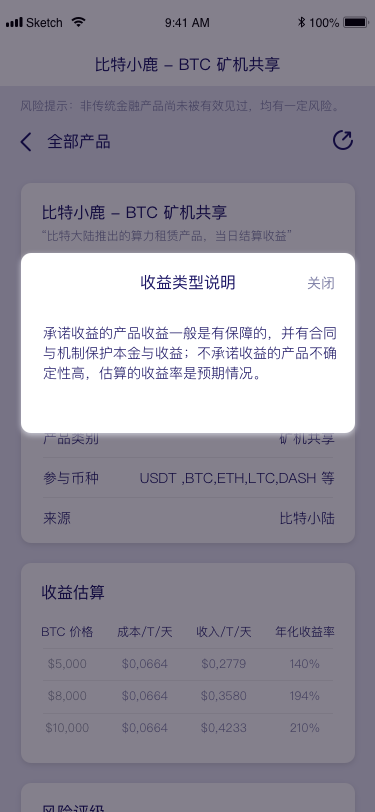 Sketch 9:41 AM 100%
比特小鹿 – BTC 矿机共享
风险提示：非传统金融产品尚未被有效见过，均有一定风险。
全部产品
比特小鹿 – BTC 矿机共享
“比特大陆推出的算力租赁产品，当日结算收益”
收益类型说明 关闭
承诺收益的产品收益一般是有保障的，并有合同
与机制保护本金与收益；不承诺收益的产品不确
定性高，估算的收益率是预期情况。
产品类别 矿机共享
参与币种 USDT ,BTC,ETH,LTC,DASH 等
来源 比特小陆
收益估算
BTC 价格 成本/T/天 收入/T/天 年化收益率
$5,000 $0,0664 $0,2779 140%
$8,000 $0,0664 $0,3580 194%
$10,000 $0,0664 $0,4233 210%
风险评级